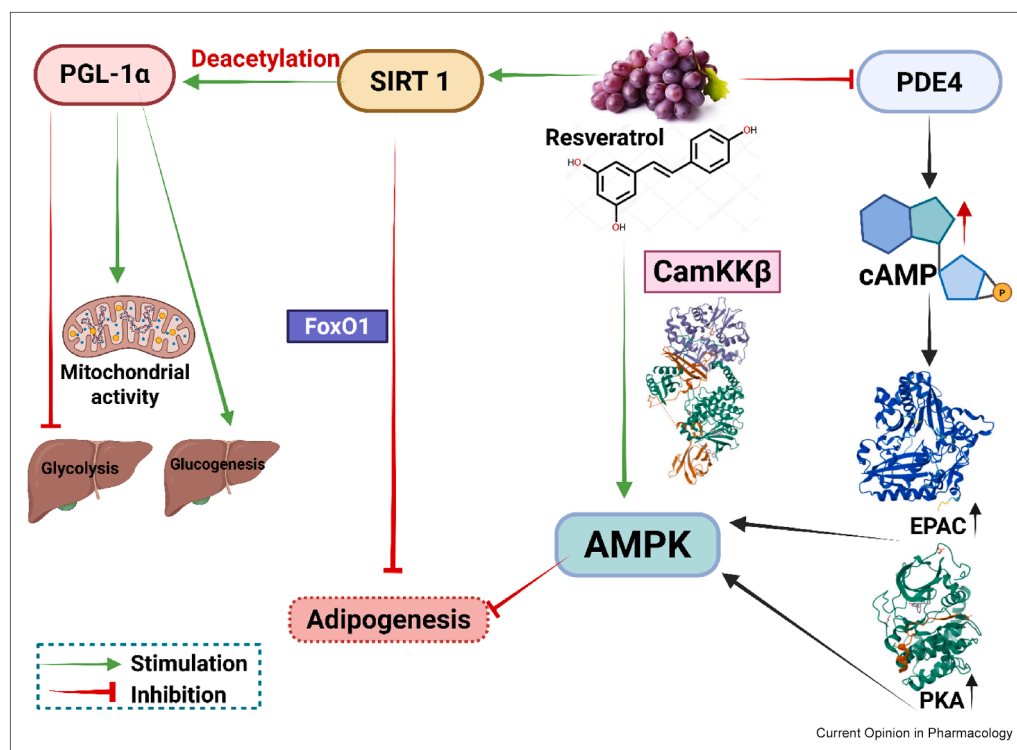 PGL-1α
Deacetylation
SIRT 1
PDE4
Resveratrol
OH
HO
OH
CamKKβ
cAMP
P
FoxO1
Mitochondrial
activity
Glycolysis
Glucogenesis
EPAC
AMPK
Adipogenesis
PKA
Stimulation
Inhibition
Current Opinion in Pharmacology